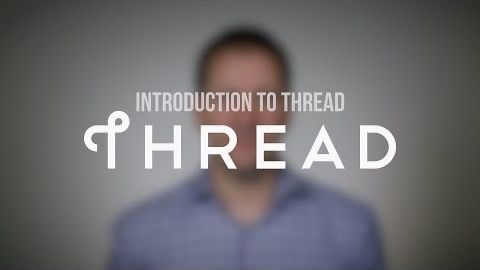 INTRODUCTION TO THREAD
THREAD